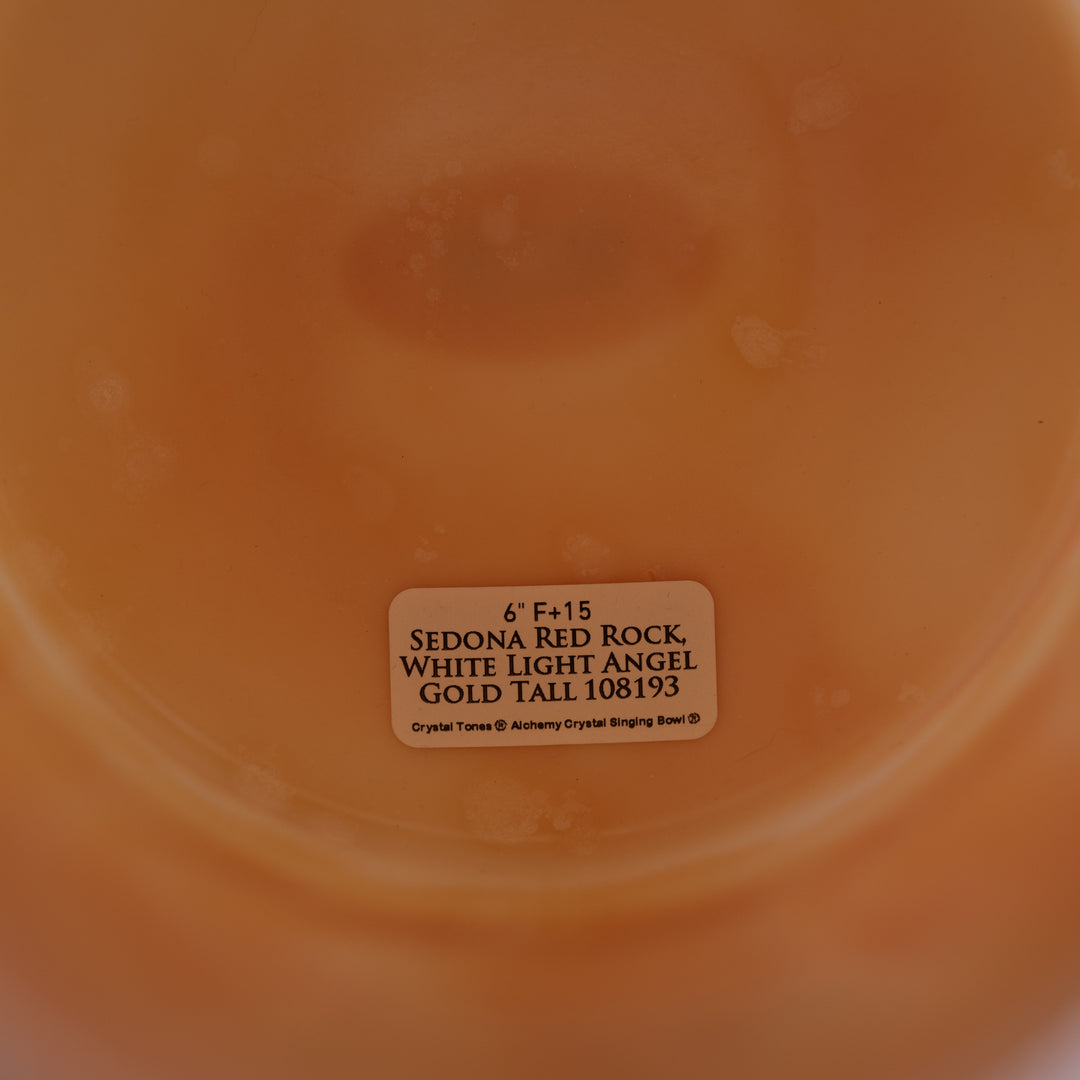 6" F+15
Sedona Red Rock,
White Light Angel
Gold Tall 108193
Crystal Tones ® Alchemy Crystal Singing Bowl ®